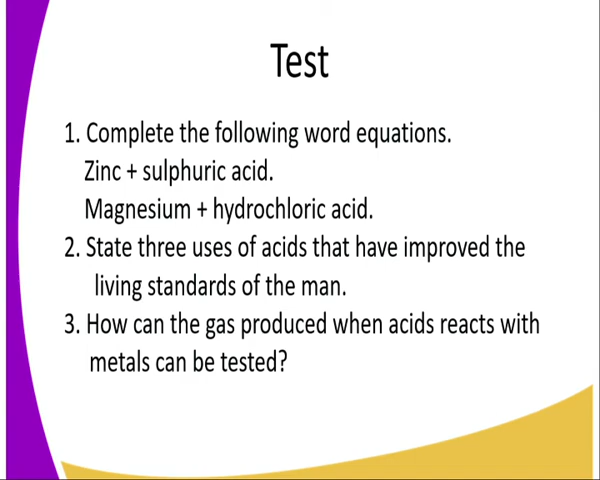 Test
1. Complete the following word equations.
Zinc + sulphuric acid.
Magnesium + hydrochloric acid.
2. State three uses of acids that have improved the
living standards of the man.
3. How can the gas produced when acids reacts with
metals can be tested?